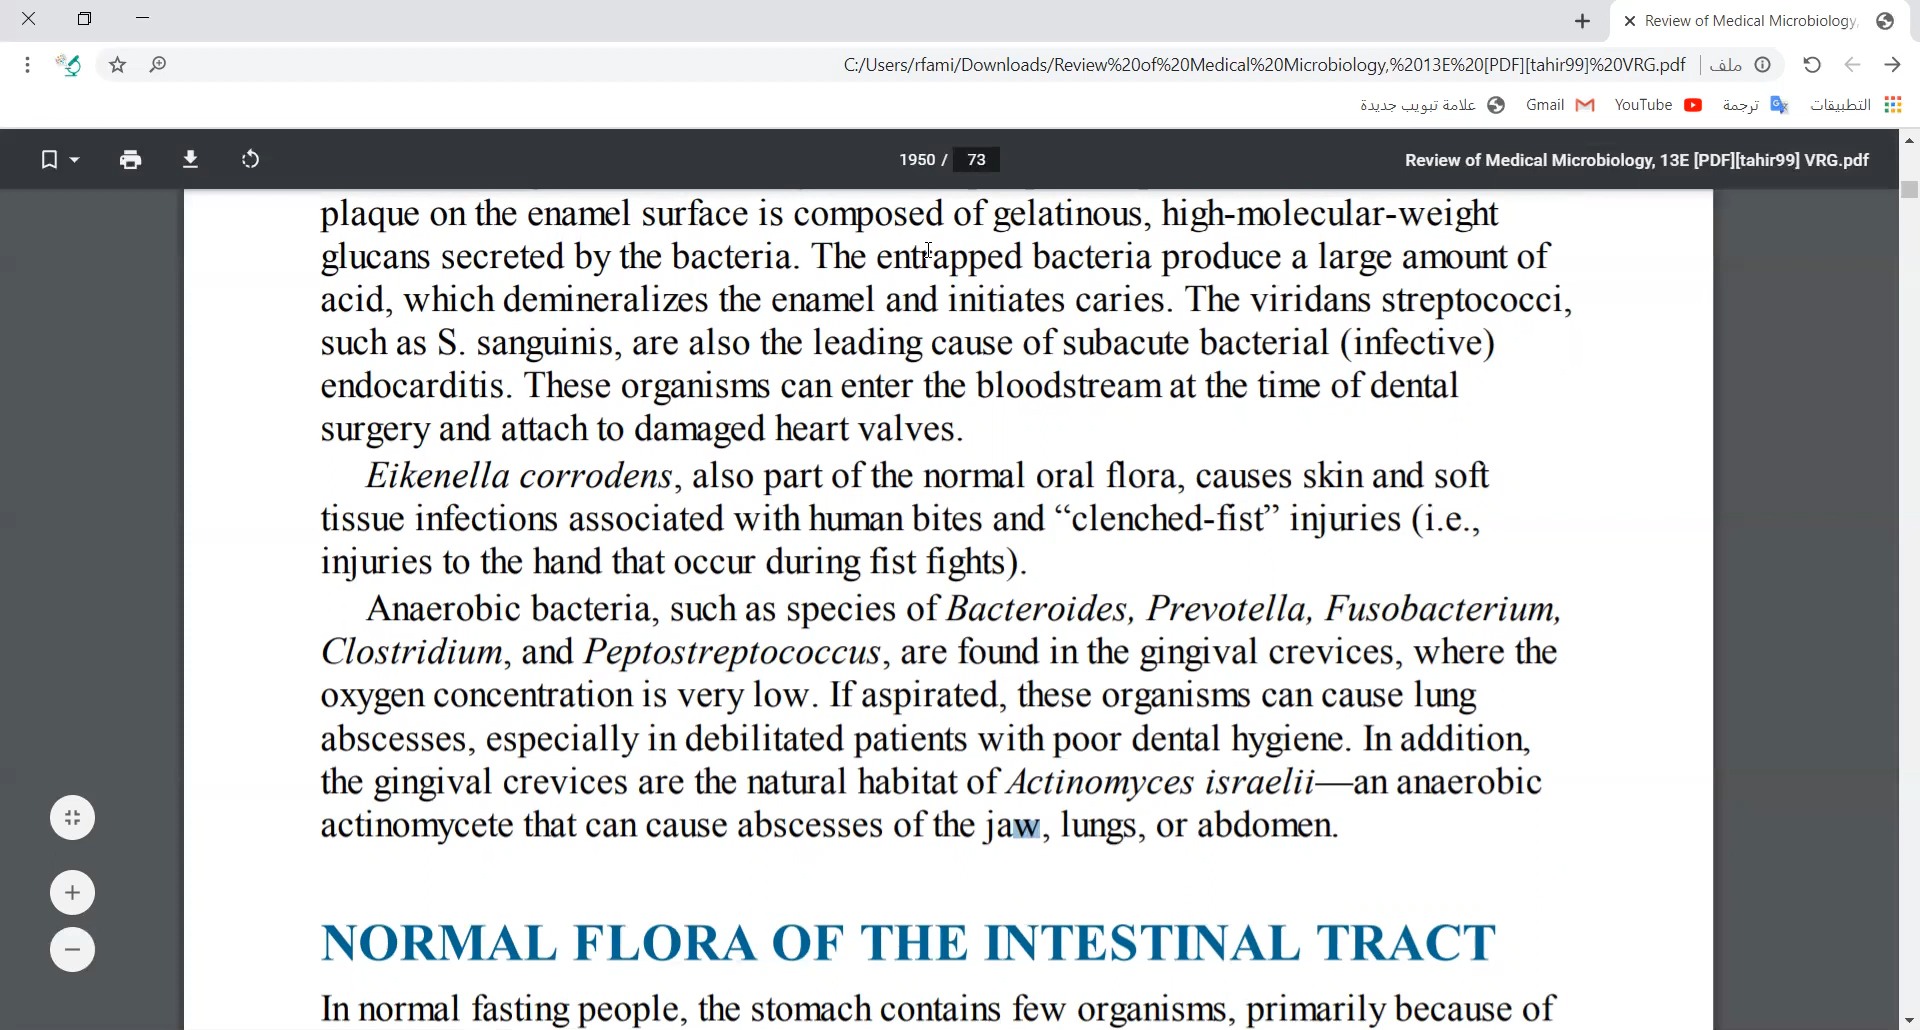 Review of Medical Microbiology,
C:/Users/rfami/Downloads/Review%20of%20Medical%20Microbiology,%2013E%20[PDF][tahir99]%20VRG.pdf | ملف
التطبيقات
ترجمة
YouTube
Gmail
علامة تبويب جديدة
1950 / 73
Review of Medical Microbiology, 13E [PDF][tahir99] VRG.pdf
plaque on the enamel surface is composed of gelatinous, high-molecular-weight
glucans secreted by the bacteria. The entrapped bacteria produce a large amount of
acid, which demineralizes the enamel and initiates caries. The viridans streptococci,
such as S. sanguinis, are also the leading cause of subacute bacterial (infective)
endocarditis. These organisms can enter the bloodstream at the time of dental
surgery and attach to damaged heart valves.
Eikenella corrodens, also part of the normal oral flora, causes skin and soft
tissue infections associated with human bites and “clenched-fist” injuries (i.e.,
injuries to the hand that occur during fist fights).
Anaerobic bacteria, such as species of Bacteroides, Prevotella, Fusobacterium,
Clostridium, and Peptostreptococcus, are found in the gingival crevices, where the
oxygen concentration is very low. If aspirated, these organisms can cause lung
abscesses, especially in debilitated patients with poor dental hygiene. In addition,
the gingival crevices are the natural habitat of Actinomyces israelii—an anaerobic
actinomycete that can cause abscesses of the jaw, lungs, or abdomen.
NORMAL FLORA OF THE INTESTINAL TRACT
In normal fasting people, the stomach contains few organisms, primarily because of